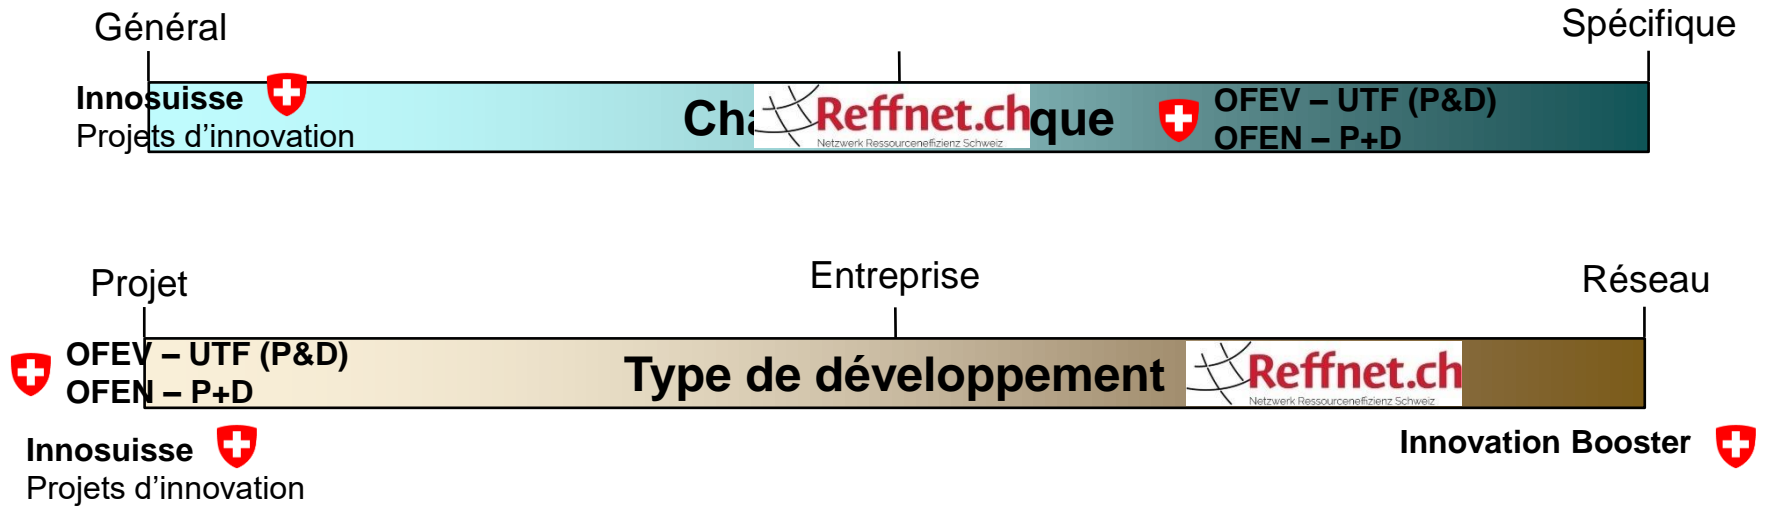 Général
Spécifique
Innosuisse
Projets d’innovation
Reffnet.ch
Netzwerk Ressourceneffizienz Schweiz
OFEV – UTF (P&D)
OFEN – P+D
Projet
Entreprise
Réseau
OFEV – UTF (P&D)
OFEN – P+D
Type de développement
Reffnet.ch
Netzwerk Ressourceneffizienz Schweiz
Innosuisse
Projets d’innovation
Innovation Booster